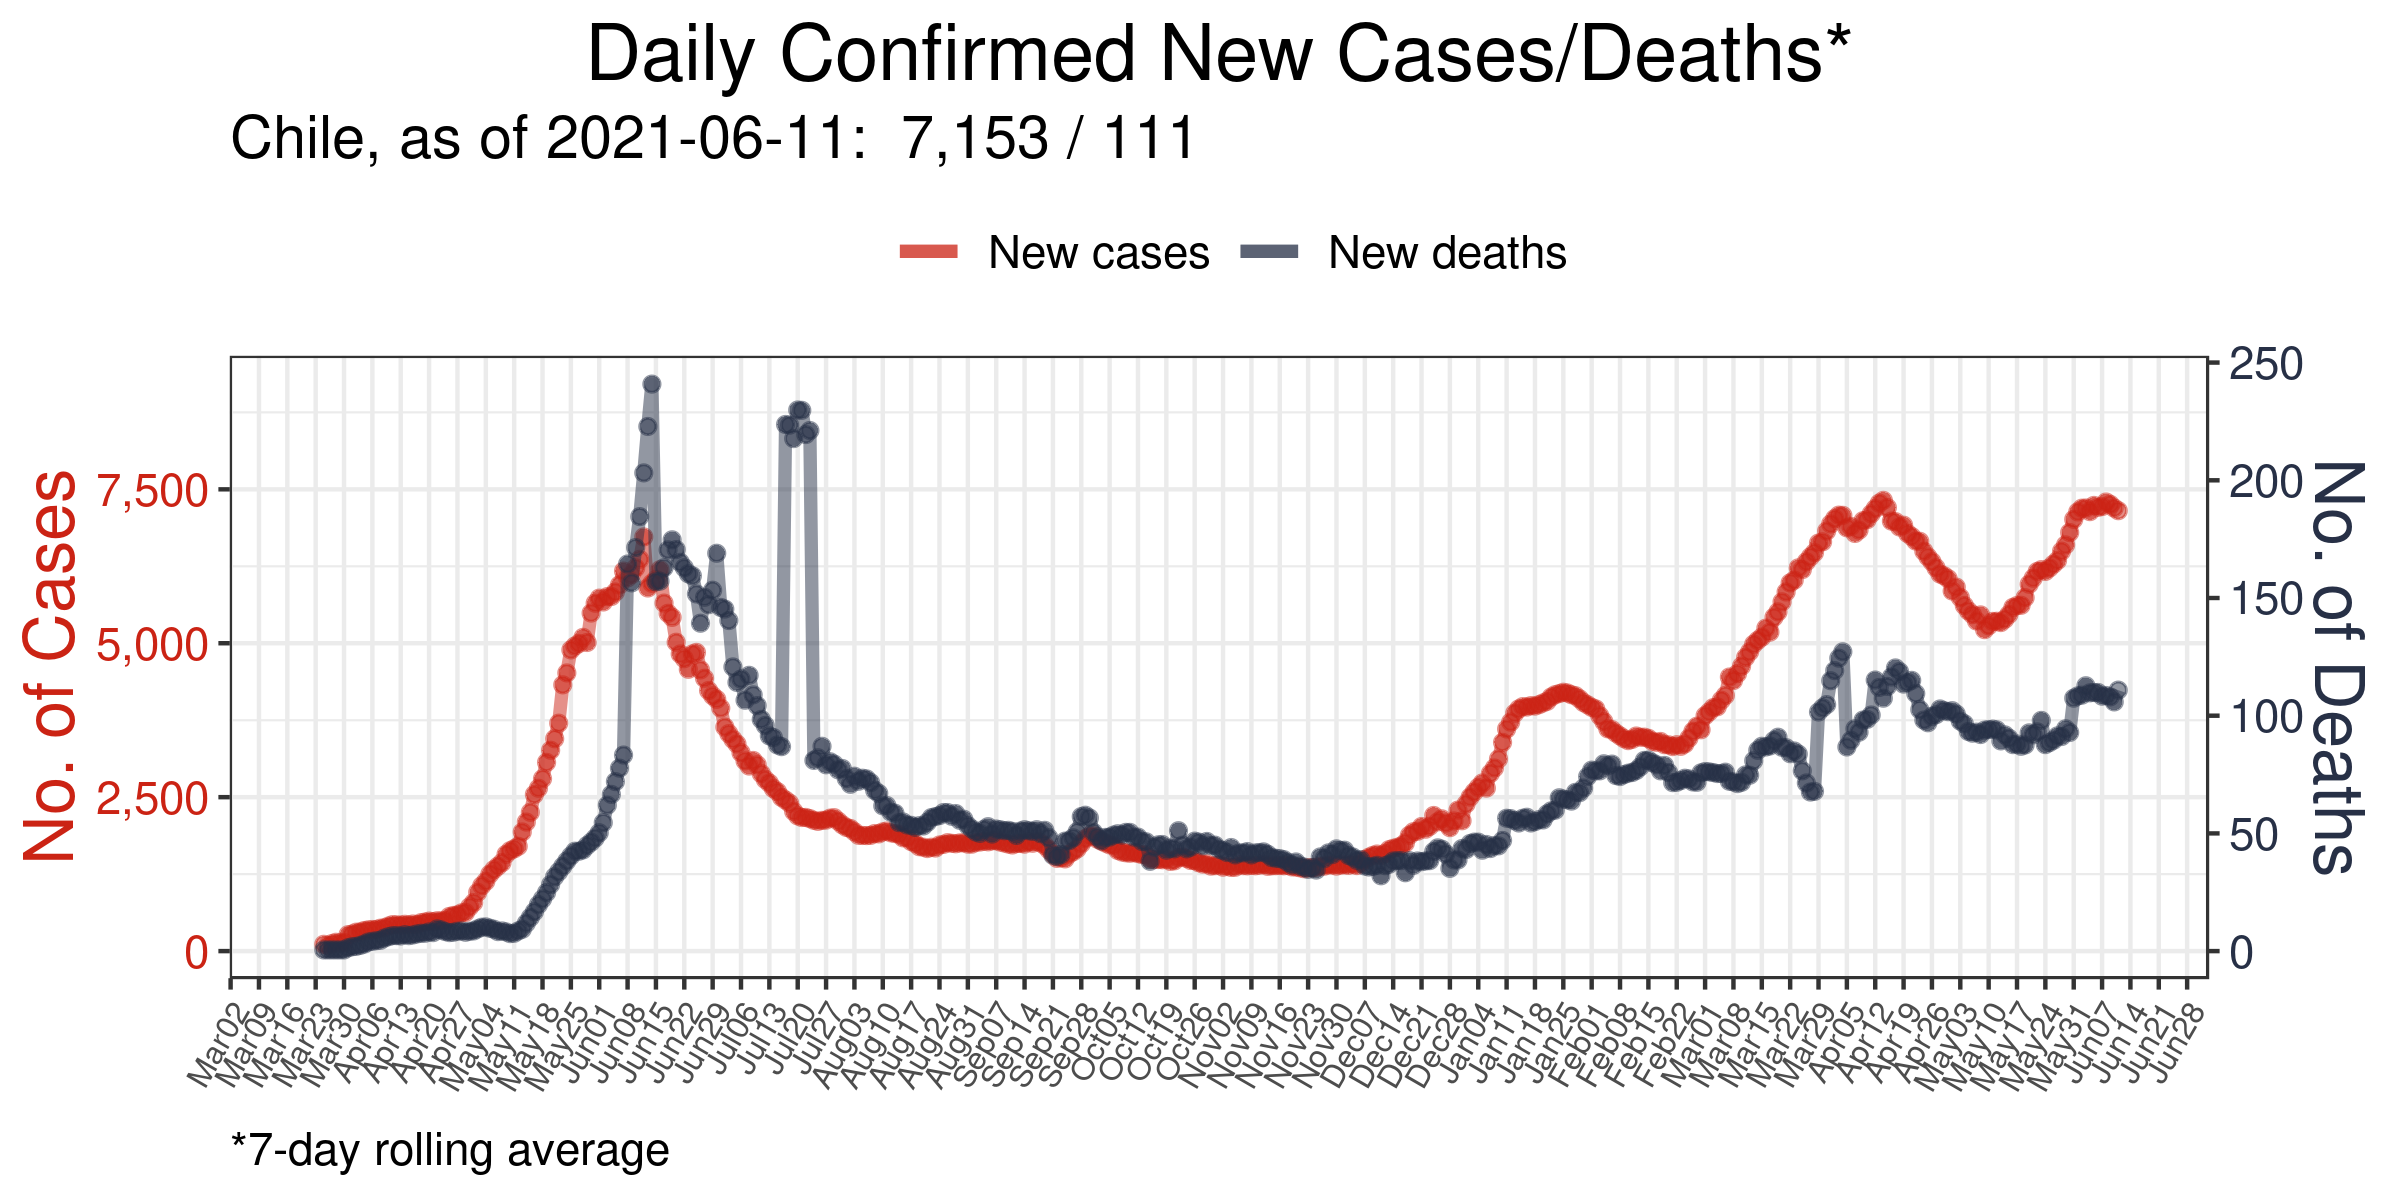 Daily Confirmed New Cases/Deaths*
Chile, as of 2021-06-11:  7,153 / 111
New cases
New deaths
No. of Cases
7,500
5,000
2,500
0
250
200
150
100
50
0
No. of Deaths
Mar02
Mar09
Mar16
Mar23
Mar30
Apr06
Apr13
Apr20
Apr27
May04
May11
May18
May25
Jun01
Jun08
Jun15
Jun22
Jun29
Jul06
Jul13
Jul20
Jul27
Aug03
Aug10
Aug17
Aug24
Aug31
Sep07
Sep14
Sep21
Sep28
Oct05
Oct12
Oct19
Oct26
Nov02
Nov09
Nov16
Nov23
Nov30
Dec07
Dec14
Dec21
Dec28
Jan04
Jan11
Jan18
Jan25
Feb01
Feb08
Feb15
Feb22
Mar01
Mar08
Mar15
Mar22
Mar29
Apr05
Apr12
Apr19
Apr26
May03
May10
May17
May24
May31
Jun07
Jun14
Jun21
Jun28
*7-day rolling average